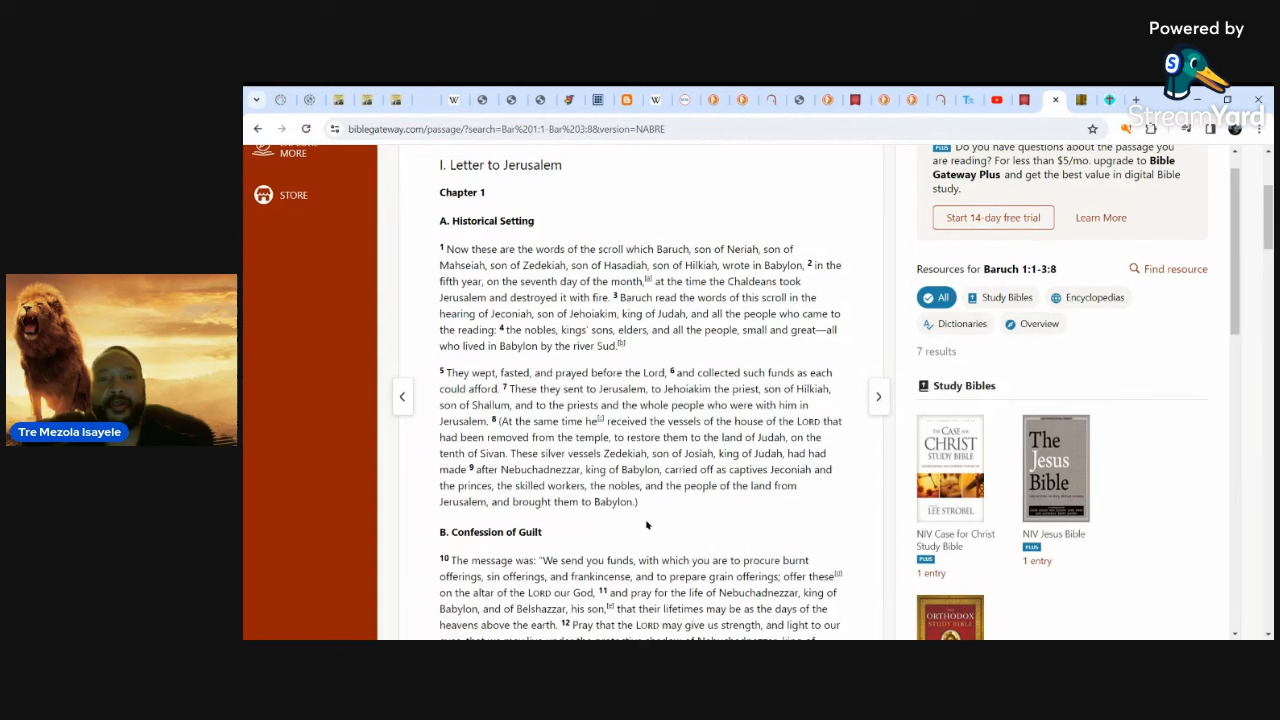 Powered by
StreamYard
biblegateway.com/passage/?search=Bar%201:1-Bar%203:8&version=NABRE
MORE
STORE
I. Letter to Jerusalem
Chapter 1
A. Historical Setting
1 Now these are the words of the scroll which Baruch, son of Neriah, son of
Mahseiah, son of Zedekiah, son of Hasadiah, son of Hilkiah, wrote in Babylon, 2 in the
fifth year, on the seventh day of the month,[a] at the time the Chaldeans took
Jerusalem and destroyed it with fire. 3 Baruch read the words of this scroll in the
hearing of Jeconiah, son of Jehoiakim, king of Judah, and all the people who came to
the reading: 4 the nobles, kings' sons, elders, and all the people, small and great—all
who lived in Babylon by the river Sud.[b]
5 They wept, fasted, and prayed before the Lord, 6 and collected such funds as each
could afford. 7 These they sent to Jerusalem, to Jehoiakim the priest, son of Hilkiah,
son of Shallum, and to the priests and the whole people who were with him in
Jerusalem. 8 (At the same time he[c] received the vessels of the house of the LORD that
had been removed from the temple, to restore them to the land of Judah, on the
tenth of Sivan. These silver vessels Zedekiah, son of Josiah, king of Judah, had had
made 9 after Nebuchadnezzar, king of Babylon, carried off as captives Jeconiah and
the princes, the skilled workers, the nobles, and the people of the land from
Jerusalem, and brought them to Babylon.)
B. Confession of Guilt
10 The message was: "We send you funds, with which you are to procure burnt
offerings, sin offerings, and frankincense, and to prepare grain offerings; offer these[d]
on the altar of the LORD our God, 11 and pray for the life of Nebuchadnezzar, king of
Babylon, and of Belshazzar, his son,[e] that their lifetimes may be as the days of the
heavens above the earth. 12 Pray that the LORD may give us strength, and light to our
PLUS Do you have questions about the passage
you are reading? For less than $5/mo. upgrade to Bible
Gateway Plus and get the best value in digital Bible
study.
Start 14-day free trial
Learn More
Resources for Baruch 1:1-3:8
Find resource
All
Study Bibles
Encyclopedias
Dictionaries
Overview
7 results
Study Bibles
THE CASE FOR
CHRIST
STUDY BIBLE
LEE STROBEL
The
Jesus
Bible
NIV Case for Christ
Study Bible
PLUS
1 entry
NIV Jesus Bible
PLUS
1 entry
ORTHODOX
STUDY BIBLE
Tre Mezola Isayele